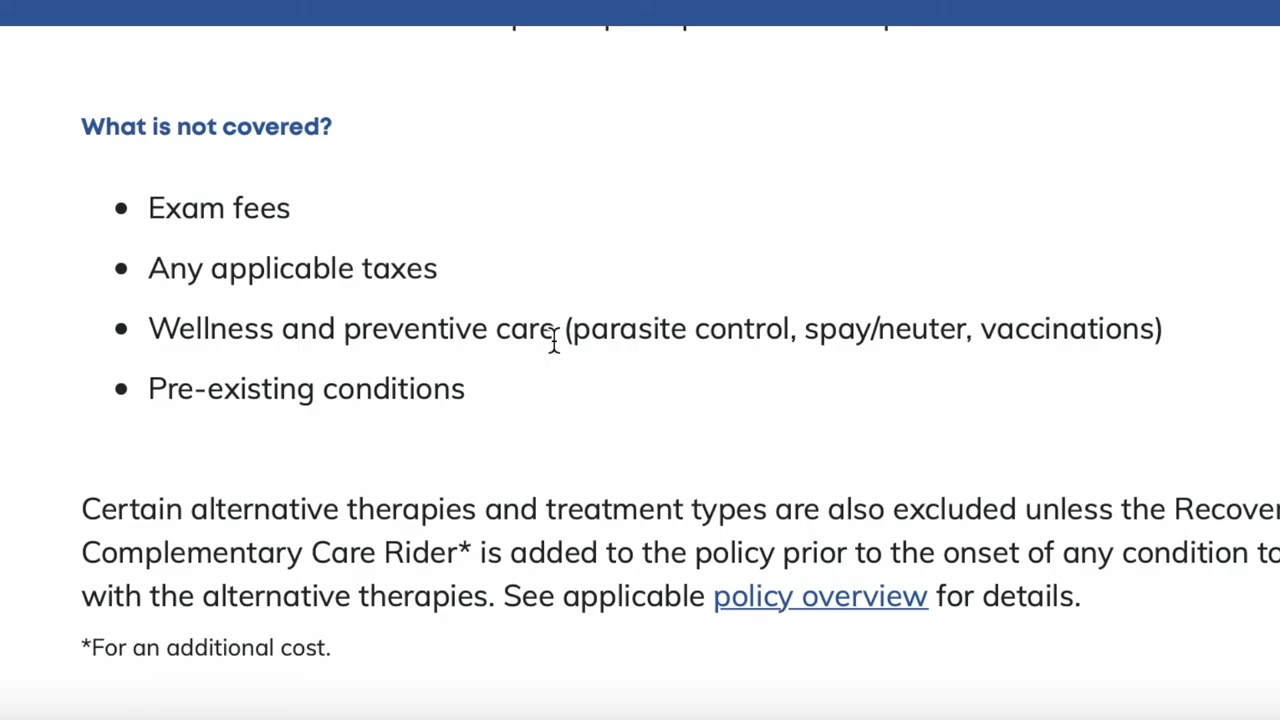 What is not covered?
• Exam fees
• Any applicable taxes
• Wellness and preventive care (parasite control, spay/neuter, vaccinations)
• Pre-existing conditions
Certain alternative therapies and treatment types are also excluded unless the
Complementary Care Rider* is added to the policy prior to the onset of any condition
with the alternative therapies. See applicable policy overview for details.
*For an additional cost.